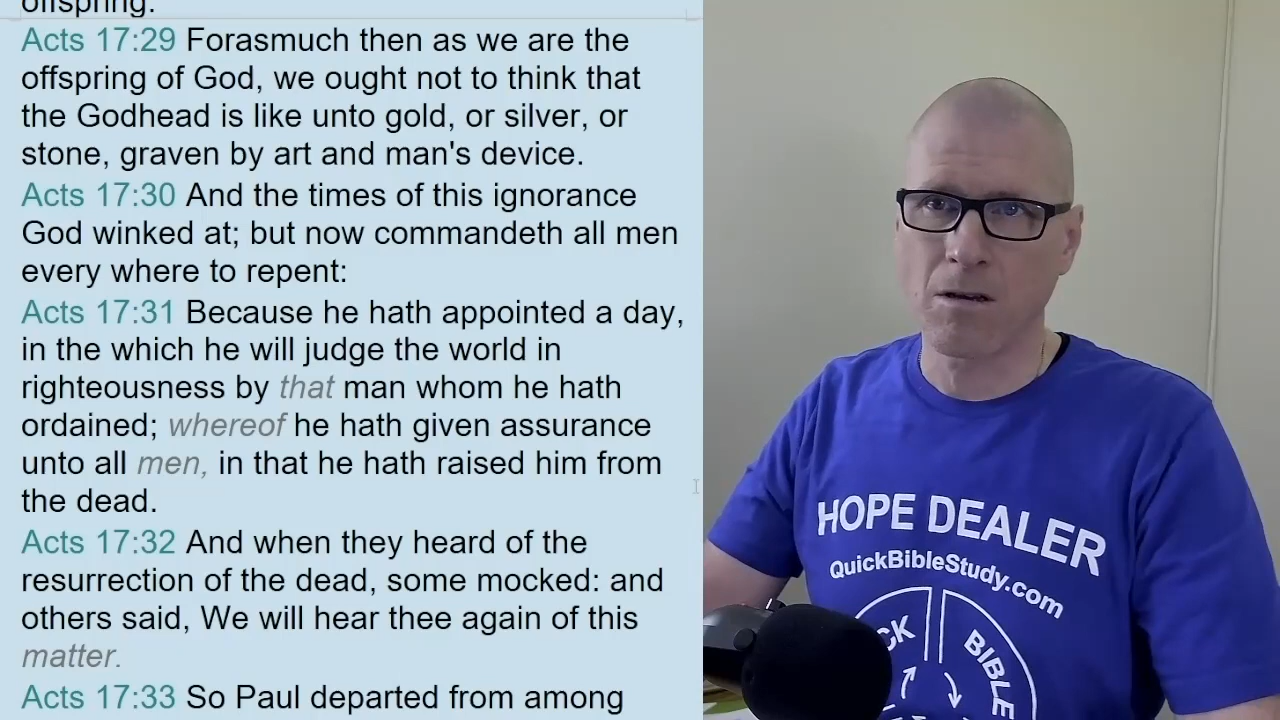 offspring.
Acts 17:29 Forasmuch then as we are the
offspring of God, we ought not to think that
the Godhead is like unto gold, or silver, or
stone, graven by art and man's device.
Acts 17:30 And the times of this ignorance
God winked at; but now commandeth all men
every where to repent:
Acts 17:31 Because he hath appointed a day,
in the which he will judge the world in
righteousness by that man whom he hath
ordained; whereof he hath given assurance
unto all men, in that he hath raised him from
the dead.
Acts 17:32 And when they heard of the
resurrection of the dead, some mocked: and
others said, We will hear thee again of this
matter.
Acts 17:33 So Paul departed from among
HOPE DEALER
QuickBibleStudy.com
CK
BIBLE